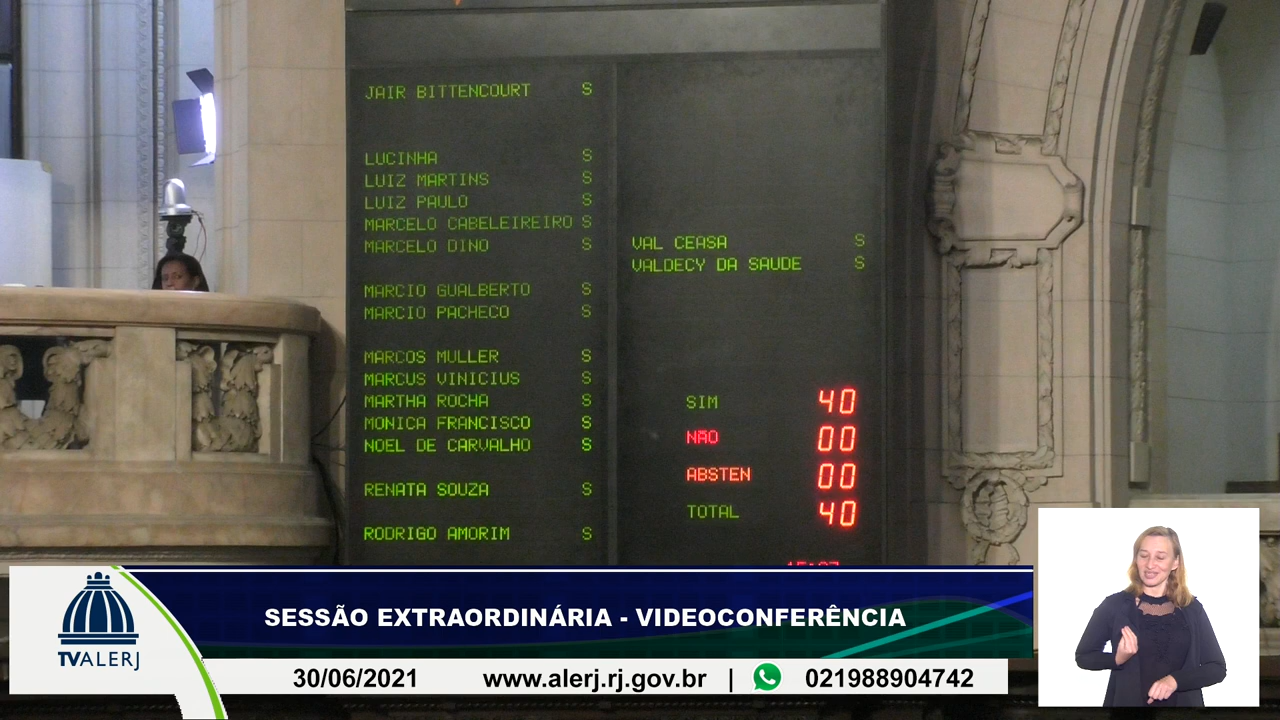 JAIR BITTENCOURT S
LUCINHA S
LUIZ MARTINS S
LUIZ PAULO S
MARCELO CABELEIREIRO S
MARCELO DINO S
MARCIO GUALBERTO S
MARCIO PACHECO S
MARCOS MULLER S
MARCUS VINICIUS S
MARTHA ROCHA S
MONICA FRANCISCO S
NOEL DE CARVALHO S
RENATA SOUZA S
RODRIGO AMORIM S
VAL CEASA S
VALDECY DA SAUDE S
SIM 40
NÃO 00
ABSTEN 00
TOTAL 40
SESSÃO EXTRAORDINÁRIA - VIDEOCONFERÊNCIA
TVALERJ
30/06/2021 www.alerj.rj.gov.br | 021988904742